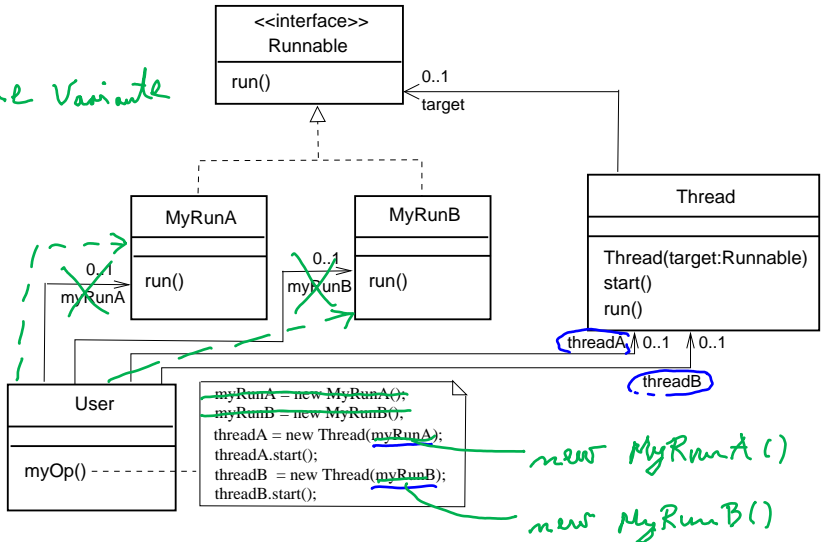 <<interface>>
Runnable
run()
0..1
target
Variante
MyRunA
run()
MyRunB
run()
Thread
Thread(target:Runnable)
start()
run()
0..1
myRunA
0..1
myRunB
threadA
0..1
0..1
threadB
User
myOp()
myRunA = new MyRunA();
myRunB = new MyRunB();
threadA = new Thread(myRunA);
threadA.start();
threadB = new Thread(myRunB);
threadB.start();
new MyRunA()
new MyRunB()